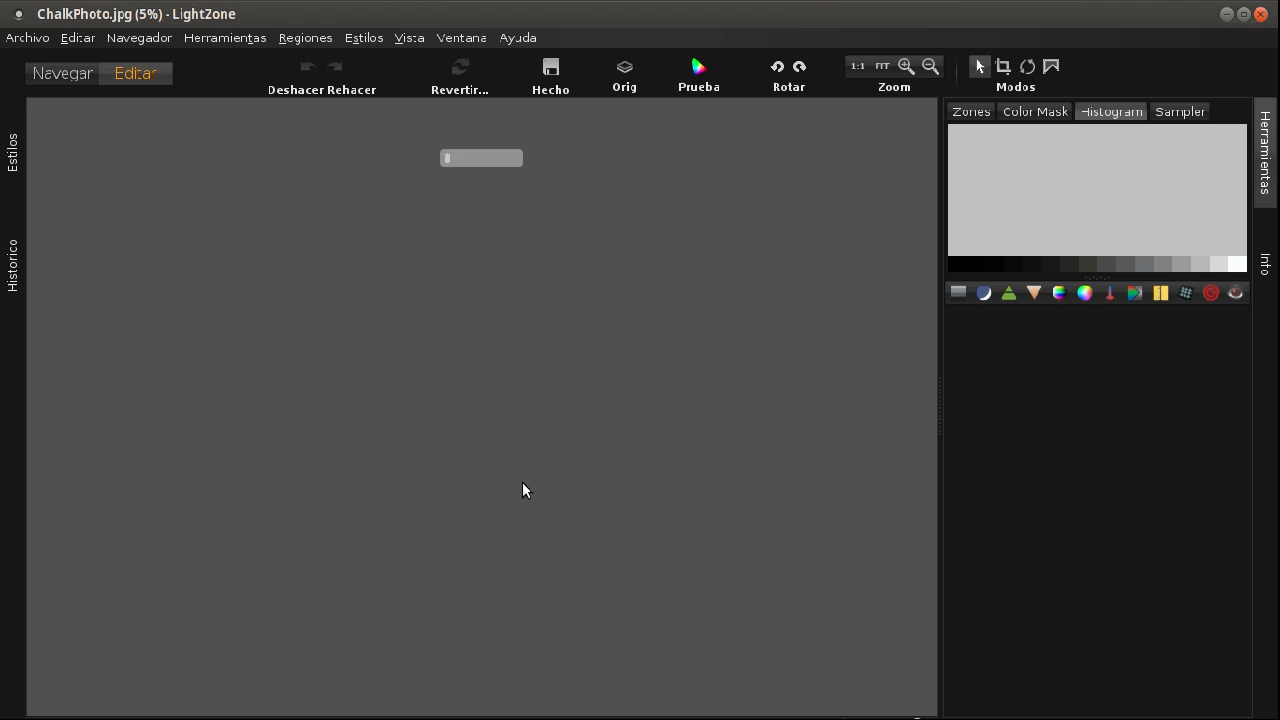 ChalkPhoto.jpg (5%) - LightZone
Archivo Editar Navegador Herramientas Regiones Estilos Vista Ventana Ayuda
Navegar Editar
Deshacer Rehacer Revertir... Hecho Orig Prueba Rotar Zoom Modos
1:1 FIT
Zones Color Mask Histogram Sampler
Estilos
Historico
Herramientas
Info